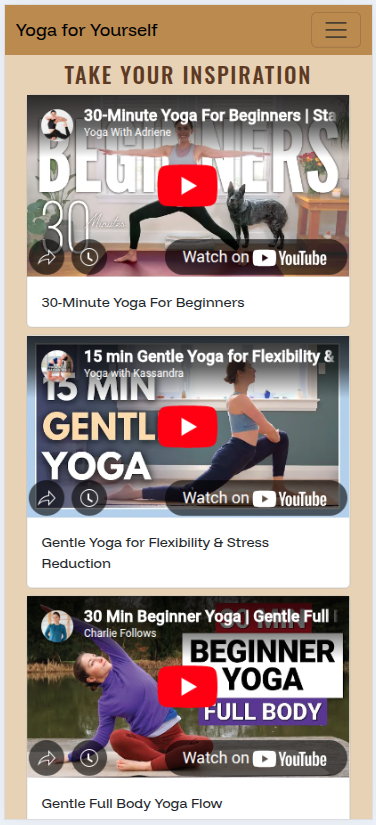 Yoga for Yourself
TAKE YOUR INSPIRATION
30-Minute Yoga For Beginners | Sta
Yoga With Adriene
BEGINNERS
30 Minutes
Watch on YouTube
30-Minute Yoga For Beginners
15 min Gentle Yoga for Flexibility &
Yoga with Kassandra
15 MIN
GENTL
YOGA
Watch on YouTube
Gentle Yoga for Flexibility & Stress
Reduction
30 Min Beginner Yoga | Gentle Full
Charlie Follows
30 MIN
BEGINNER
YOGA
FULL BODY
Watch on YouTube
Gentle Full Body Yoga Flow